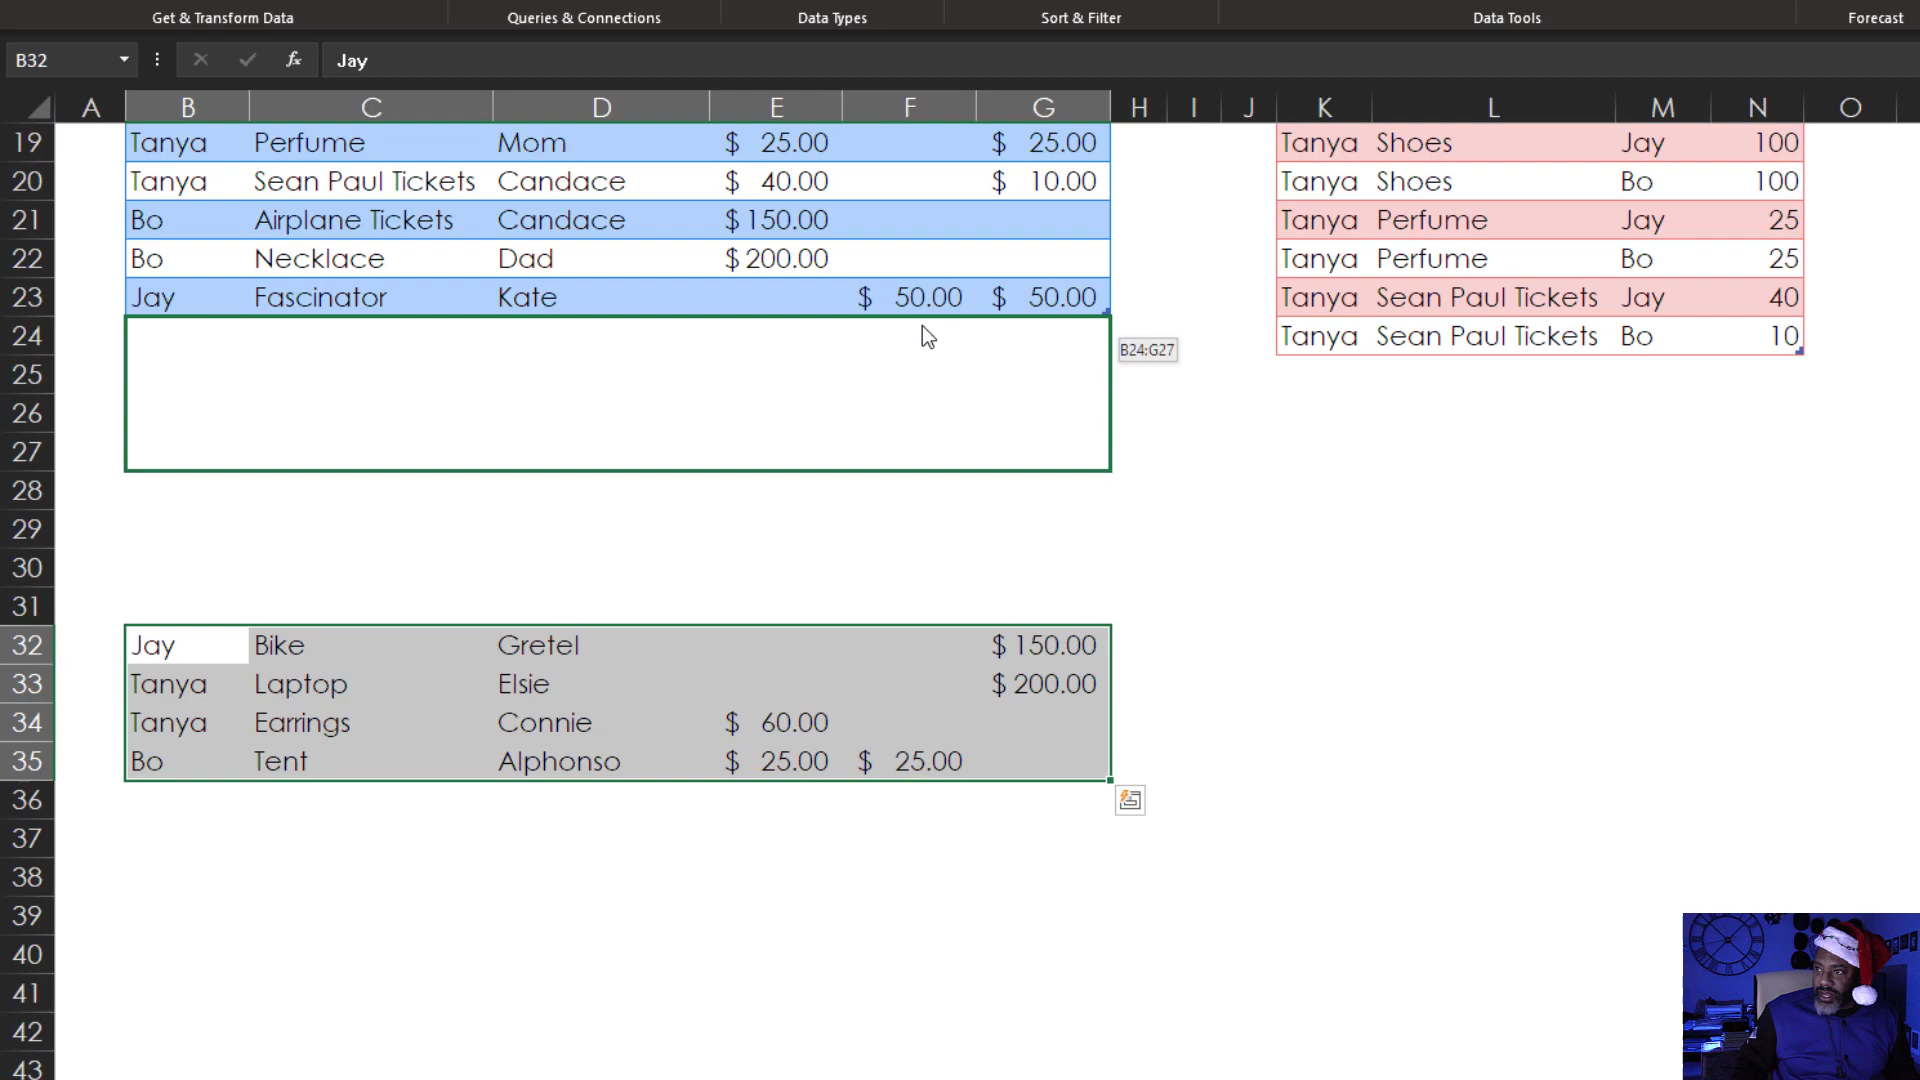 Get & Transform Data Queries & Connections Data Types Sort & Filter Data Tools Forecast
B32 fx Jay
A B C D E F G H I J K L M N O
19 Tanya Perfume Mom $ 25.00 $ 25.00 Tanya Shoes Jay 100
20 Tanya Sean Paul Tickets Candace $ 40.00 $ 10.00 Tanya Shoes Bo 100
21 Bo Airplane Tickets Candace $ 150.00 Tanya Perfume Jay 25
22 Bo Necklace Dad $ 200.00 Tanya Perfume Bo 25
23 Jay Fascinator Kate $ 50.00 $ 50.00 Tanya Sean Paul Tickets Jay 40
24 Tanya Sean Paul Tickets Bo 10
B24:G27
25
26
27
28
29
30
31
32 Jay Bike Gretel $ 150.00
33 Tanya Laptop Elsie $ 200.00
34 Tanya Earrings Connie $ 60.00
35 Bo Tent Alphonso $ 25.00 $ 25.00
36
37
38
39
40
41
42
43